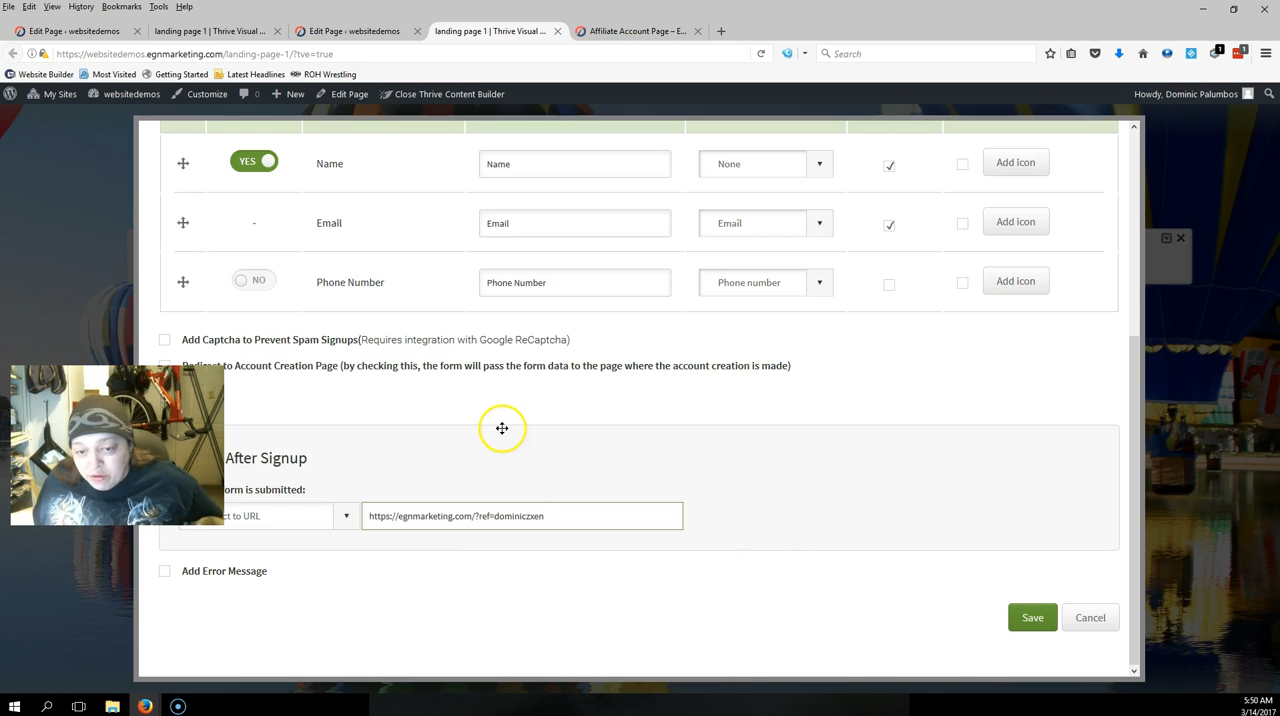 File Edit View History Bookmarks Tools Help
Edit Page ‹ websitedemos
landing page 1 | Thrive Visual ...
Edit Page ‹ websitedemos
landing page 1 | Thrive Visual ...
Affiliate Account Page – E...
https://websitedemos.egnmarketing.com/landing-page-1/?tve=true
Search
1
1
Website Builder Most Visited Getting Started Latest Headlines ROH Wrestling
My Sites websitedemos Customize 0 New Edit Page Close Thrive Content Builder Howdy, Dominic Palumbos
YES Name Name None Add icon
- Email Email Email Add icon
NO Phone Number Phone Number Phone number Add icon
Add Captcha to Prevent Spam Signups(Requires integration with Google ReCaptcha)
Redirect to Account Creation Page (by checking this, the form will pass the form data to the page where the account creation is made)
After Signup
orm is submitted:
ct to URL https://egnmarketing.com/?ref=dominiczxen
Add Error Message
Save Cancel
5:50 AM
3/14/2017